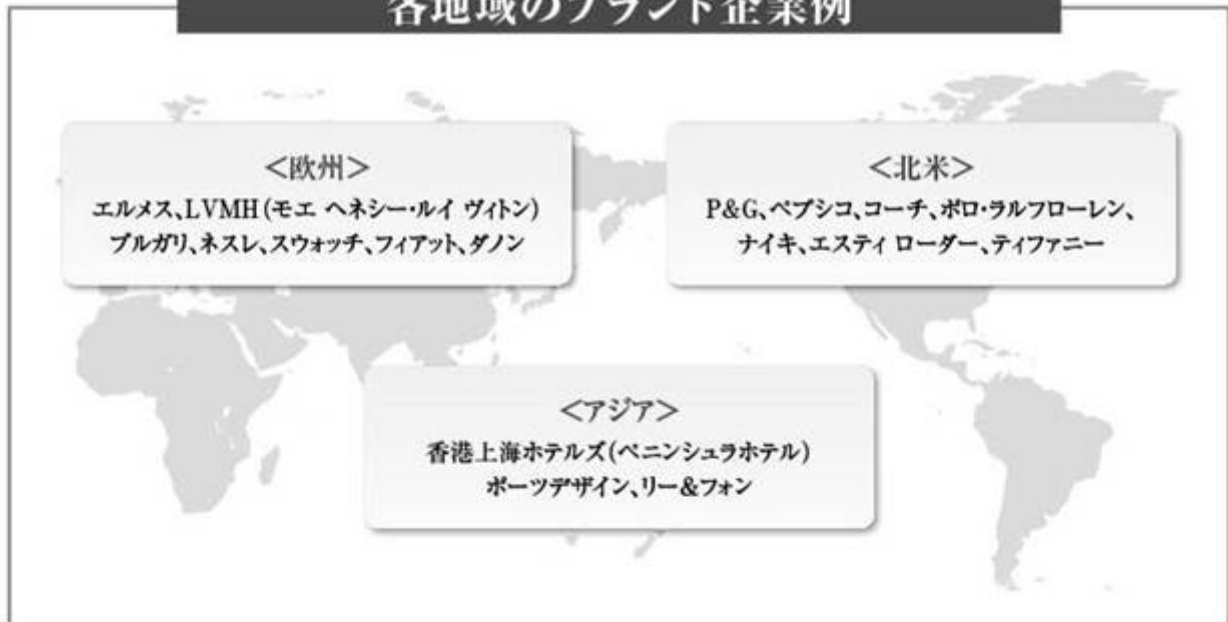 各地域のブランド企業例
＜欧州＞
エルメス、LVMH(モエ ヘネシー・ルイ ヴィトン)
ブルガリ、ネスレ、スウォッチ、フィアット、ダノン
＜北米＞
P&G、ペプシコ、コーチ、ポロ・ラルフローレン、
ナイキ、エスティ ローダー、ティファニー
＜アジア＞
香港上海ホテルズ(ペニンシュラホテル)
ポーツデザイン、リー&フォン